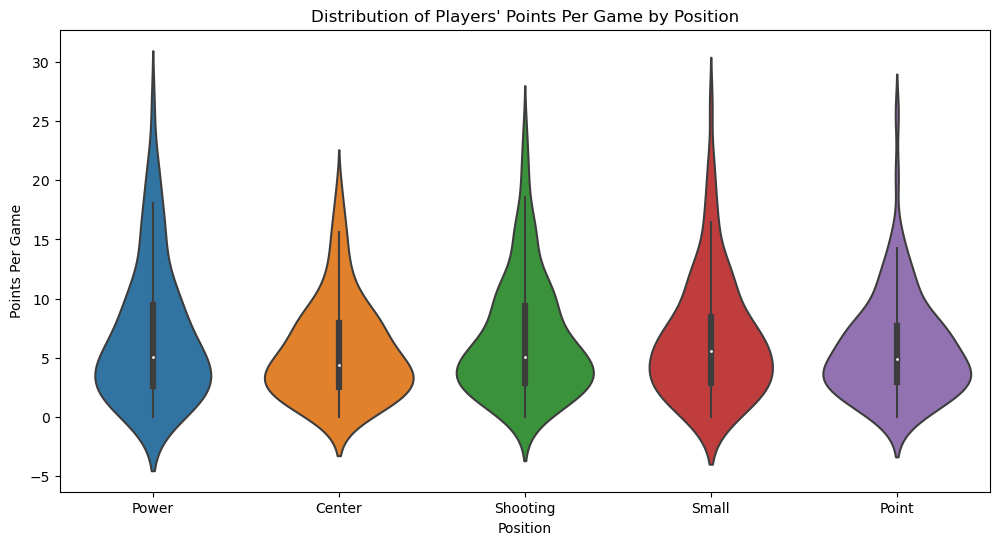 Distribution of Players' Points Per Game by Position
Points Per Game
30
25
20
15
10
5
0
−5
Power Center Shooting Small Point
Position